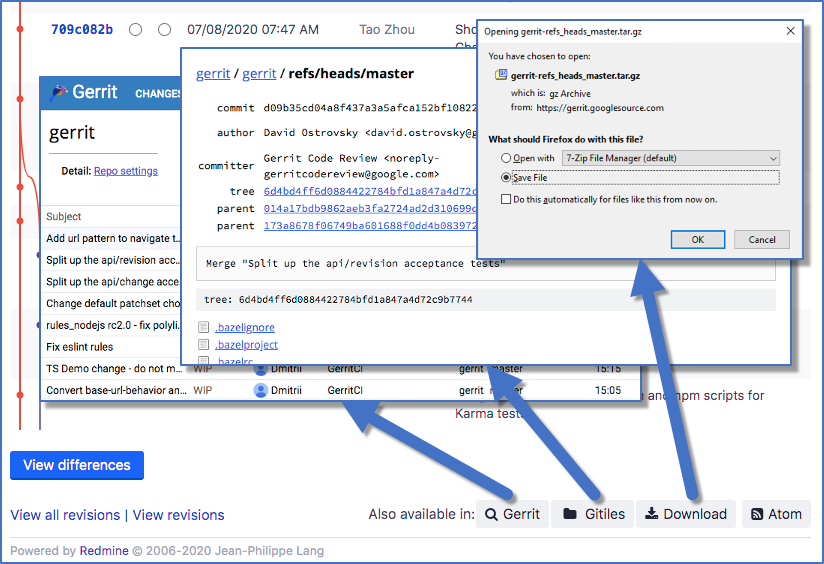 709c082b 07/08/2020 07:47 AM Tao Zhou
Gerrit CHANGES
gerrit
Detail: Repo settings
Subject
Add url pattern to navigate t...
Split up the api/revision acc...
Split up the api/change acce
Change default patchset cho
rules_nodejs rc2.0 - fix polyli...
Fix eslint rules
TS Demo change - do not m... WIP Dmitrii GerritCI gerrit master 15:15
Convert base-url-behavior an... WIP Dmitrii GerritCI gerrit master 15:05
gerrit / gerrit / refs/heads/master
commit d09b35cd04a8f437a3a5afca152bf10822
author David Ostrovsky <david.ostrovsky@g
committer Gerrit Code Review <noreply-
gerritcodereview@google.com>
tree 6d4bd4ff6d0884422784bfd1a847a4d72c
parent 014a17bdb9862aeb3fa2724ad2d310699c
parent 173a8678f06749ba601688f0dd4b083972
Merge "Split up the api/revision acceptance tests"
tree: 6d4bd4ff6d0884422784bfd1a847a4d72c9b7744
.bazelignore
.bazelproject
.bazelrc
Opening gerrit-refs_heads_master.tar.gz
You have chosen to open:
gerrit-refs_heads_master.tar.gz
which is: gz Archive
from: https://gerrit.googlesource.com
What should Firefox do with this file?
Open with 7-Zip File Manager (default)
Save File
Do this automatically for files like this from now on.
OK Cancel
and npm scripts for
Karma tests
View differences
View all revisions | View revisions
Also available in: Gerrit Gitiles Download Atom
Powered by Redmine © 2006-2020 Jean-Philippe Lang